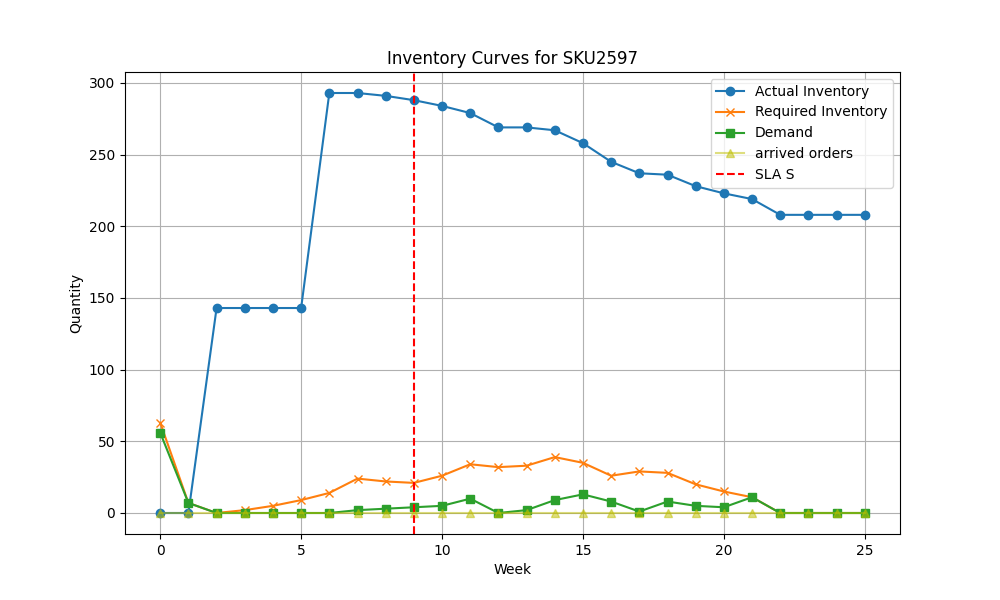 Inventory Curves for SKU2597
Actual Inventory
Required Inventory
Demand
arrived orders
SLA S
Quantity
300
250
200
150
100
50
0
0 5 10 15 20 25
Week